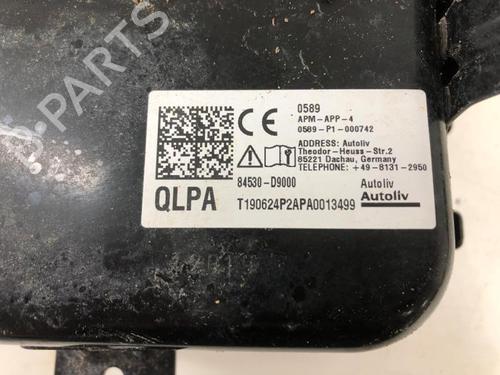 B-PARTS
0589
APM-APP-4
0589-P1-000742
ADDRESS: Autoliv
Theodor-Heuss-Str.2
85221 Dachau, Germany
TELEPHONE: +49-8131-2950
84530-D9000
Autoliv
QLPA
T190624P2APA0013499
Autoliv